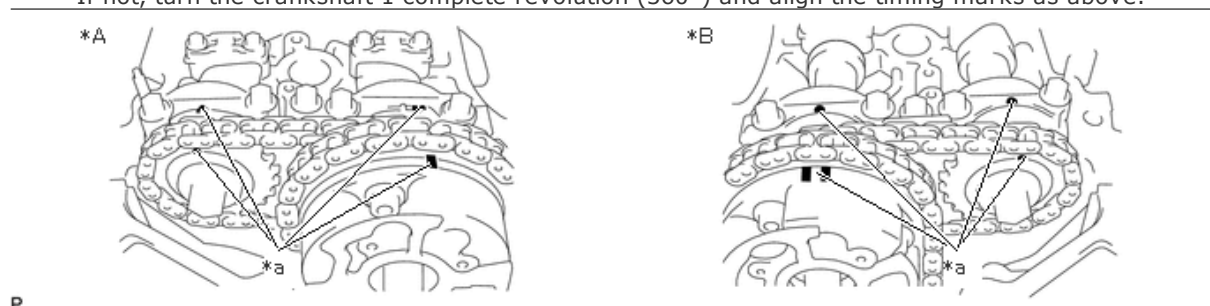 If not, turn the crankshaft 1 complete revolution (360°) and align the timing marks as above.
*A
*B
*a
*a